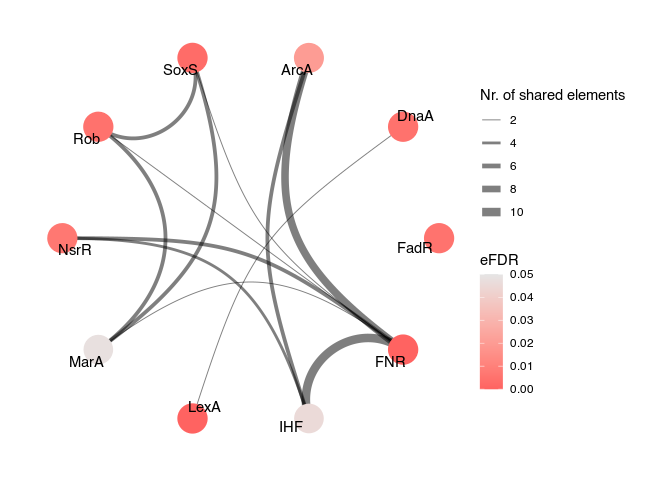 SoxS
ArcA
DnaA
Rob
NsrR
FadR
MarA
FNR
LexA
IHF
Nr. of shared elements
2
4
6
8
10
eFDR
0.05
0.04
0.03
0.02
0.01
0.00